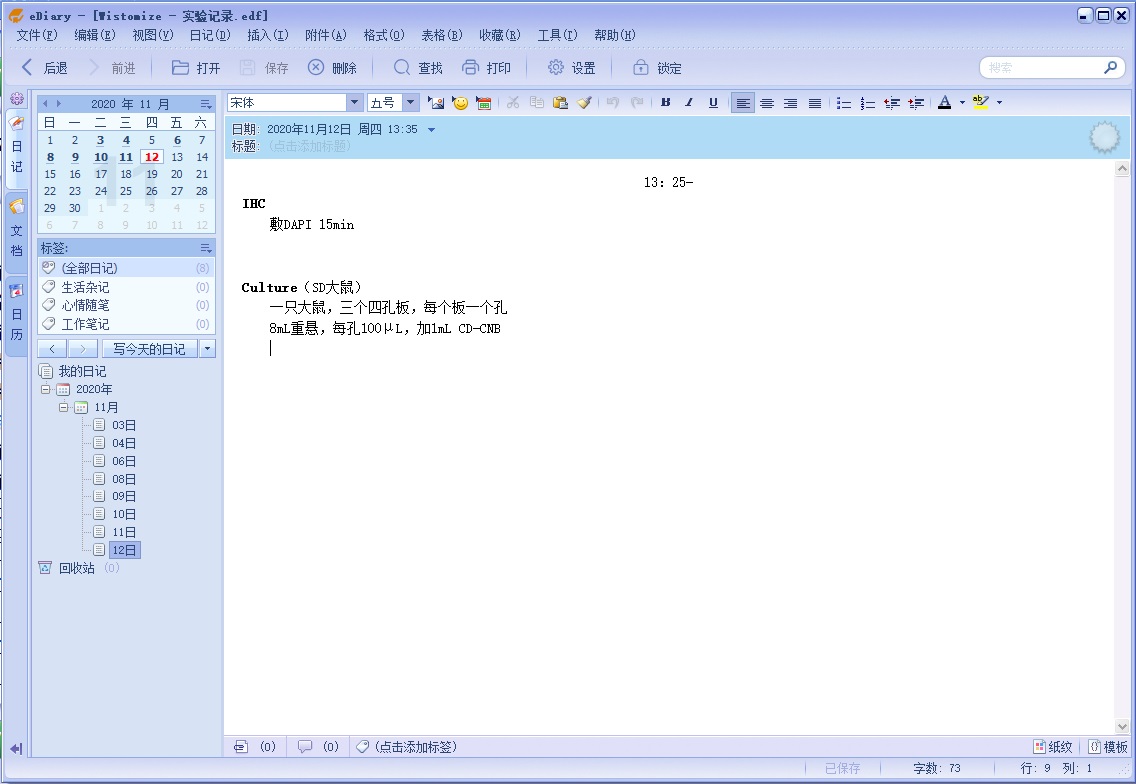 eDiary - [Wistomize - 实验记录.edf]
文件(F) 编辑(E) 视图(V) 日记(D) 插入(I) 附件(A) 格式(O) 表格(B) 收藏(R) 工具(T) 帮助(H)
后退 前进 打开 保存 删除 查找 打印 设置 锁定 搜索
2020 年 11 月
日 一 二 三 四 五 六
1 2 3 4 5 6 7
8 9 10 11 12 13 14
15 16 17 18 19 20 21
22 23 24 25 26 27 28
29 30 1 2 3 4 5
6 7 8 9 10 11 12
11
日记
文档
日历
标签:
(全部日记) (8)
生活杂记 (0)
心情随笔 (0)
工作笔记 (0)
写今天的日记
我的日记
2020年
11月
03日
04日
06日
08日
09日
10日
11日
12日
回收站 (0)
宋体 五号 B I U A ab
日期: 2020年11月12日 周四 13:35
标题: (点击添加标题)
13: 25-
IHC
敷DAPI 15min
Culture（SD大鼠）
一只大鼠，三个四孔板，每个板一个孔
8mL重悬，每孔100μL，加1mL CD-CNB
(0) (0) (点击添加标签) 纸纹 模板
已保存 字数: 73 行: 9 列: 1